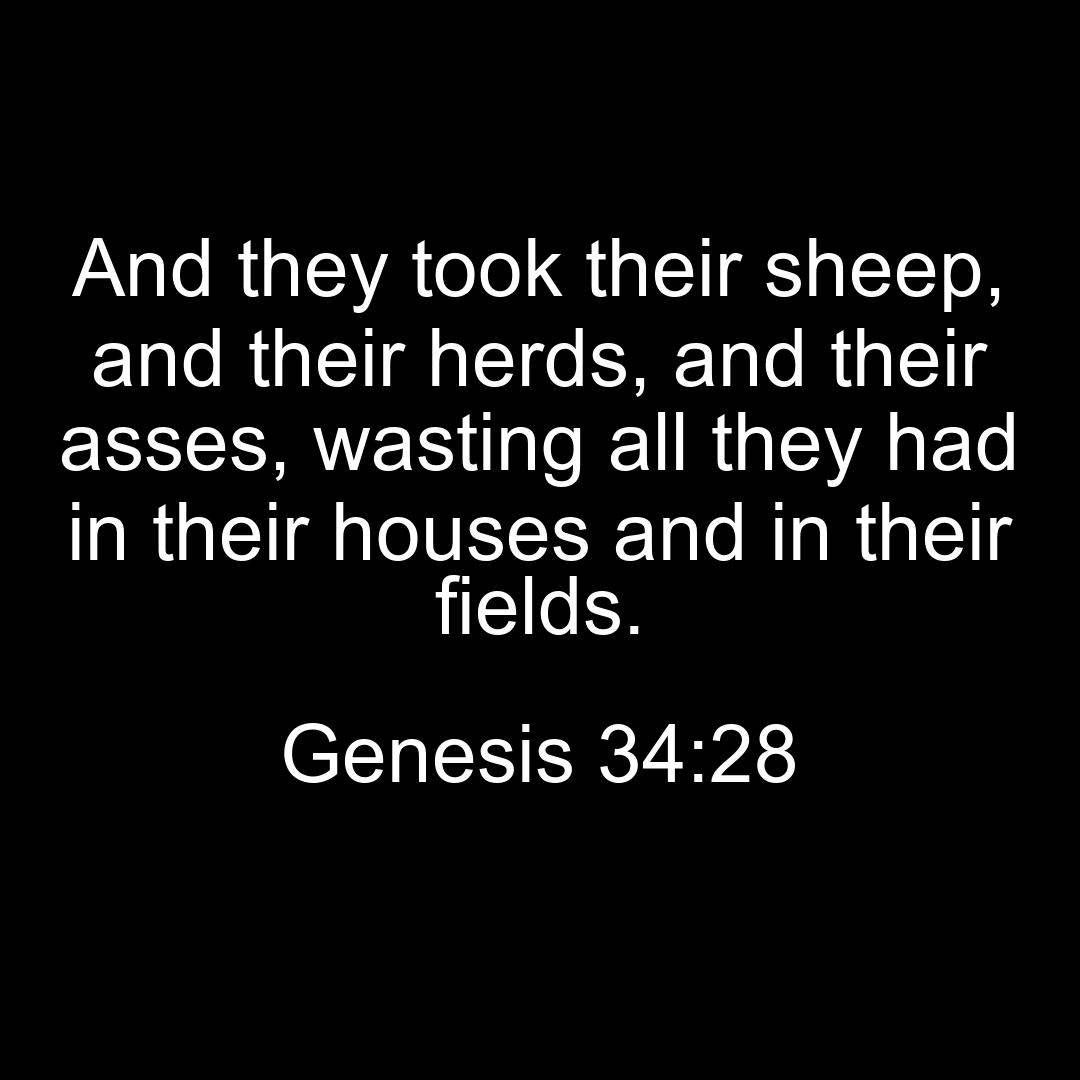 And they took their sheep,
and their herds, and their
asses, wasting all they had
in their houses and in their
fields.
Genesis 34:28